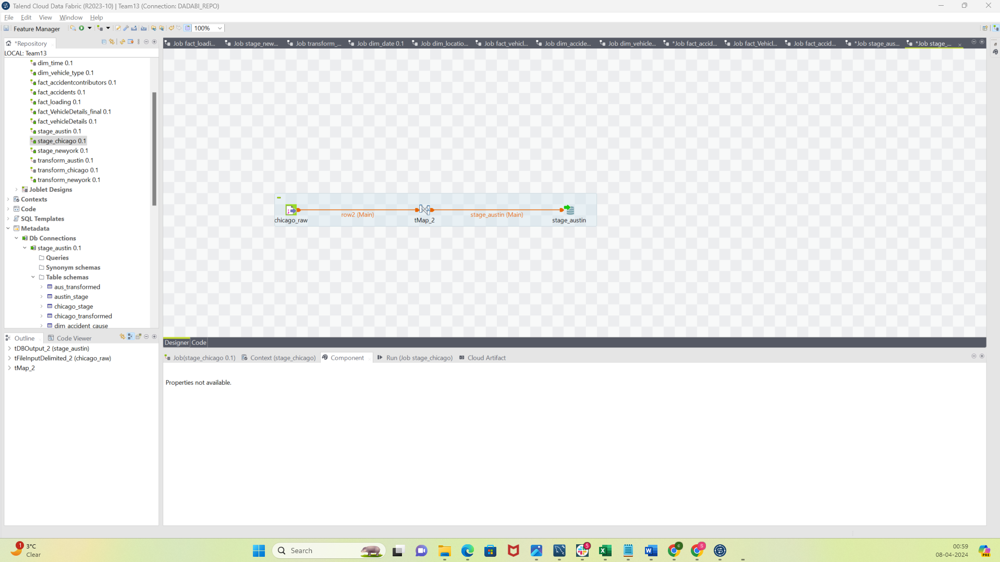 Talend Cloud Data Fabric (R2023-10) | Team13 (Connection: DADABI_REPO)
File Edit View Window Help
Feature Manager 100%
*Repository
LOCAL: Team13
dim_time 0.1
dim_vehicle_type 0.1
fact_accidentcontributors 0.1
fact_accidents 0.1
fact_loading 0.1
fact_VehicleDetails_final 0.1
fact_vehicleDetails 0.1
stage_austin 0.1
stage_chicago 0.1
stage_newyork 0.1
transform_austin 0.1
transform_chicago 0.1
transform_newyork 0.1
Joblet Designs
Contexts
Code
SQL Templates
Metadata
Db Connections
stage_austin 0.1
Queries
Synonym schemas
Table schemas
aus_transformed
austin_stage
chicago_stage
chicago_transformed
dim_accident_cause
Outline Code Viewer
tDBOutput_2 (stage_austin)
tFileInputDelimited_2 (chicago_raw)
tMap_2
Job fact_loadi... Job stage_new... Job transform_... Job dim_date 0.1 Job dim_locatio... Job fact_vehicl... Job dim_accide... Job dim_vehicle... *Job fact_accid... Job fact_Vehicl... Job fact_accid... *Job stage_aus... *Job stage_...
row2 (Main) stage_austin (Main)
chicago_raw tMap_2 stage_austin
Designer Code
Job(stage_chicago 0.1) Context (stage_chicago) Component Run (Job stage_chicago) Cloud Artifact
Properties not available.
1 3°C
Clear
Search
5
C
S
W
00:59
08-04-2024
PRE